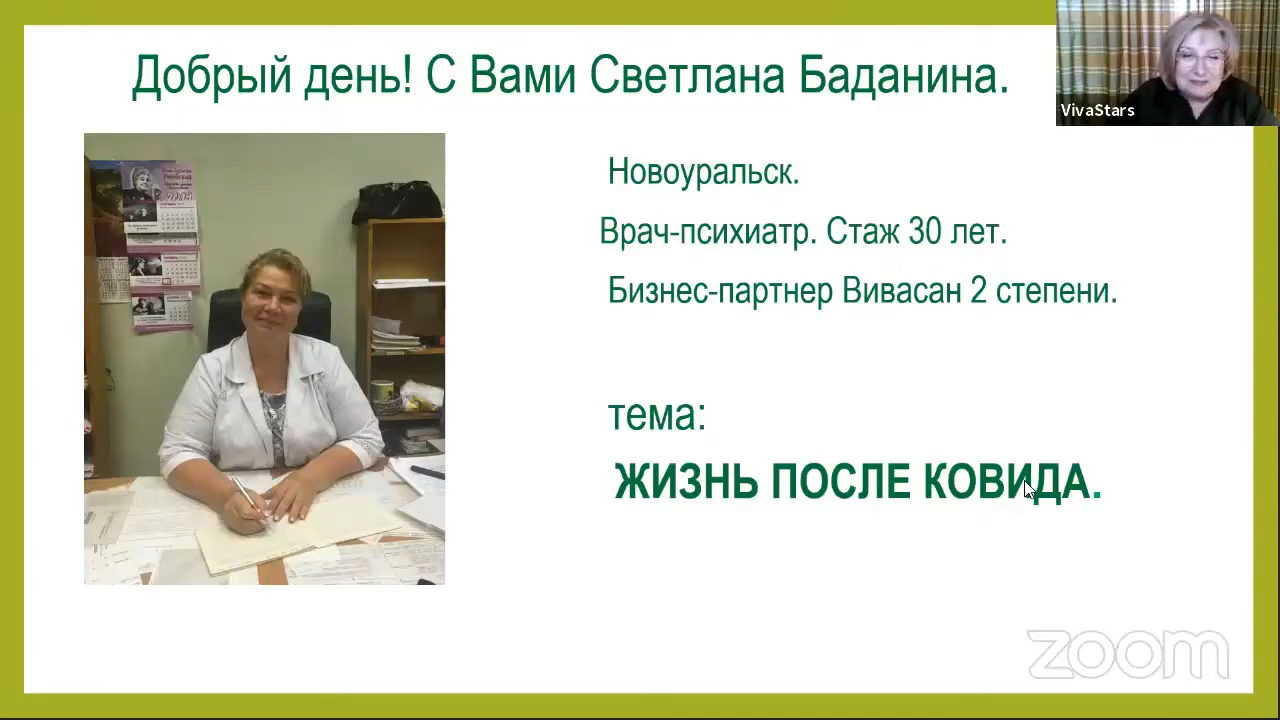 Добрый день! С Вами Светлана Баданина.
VivaStars
Новоуральск.
Врач-психиатр. Стаж 30 лет.
Бизнес-партнер Вивасан 2 степени.
тема:
ЖИЗНЬ ПОСЛЕ КОВИДА.
2019
zoom